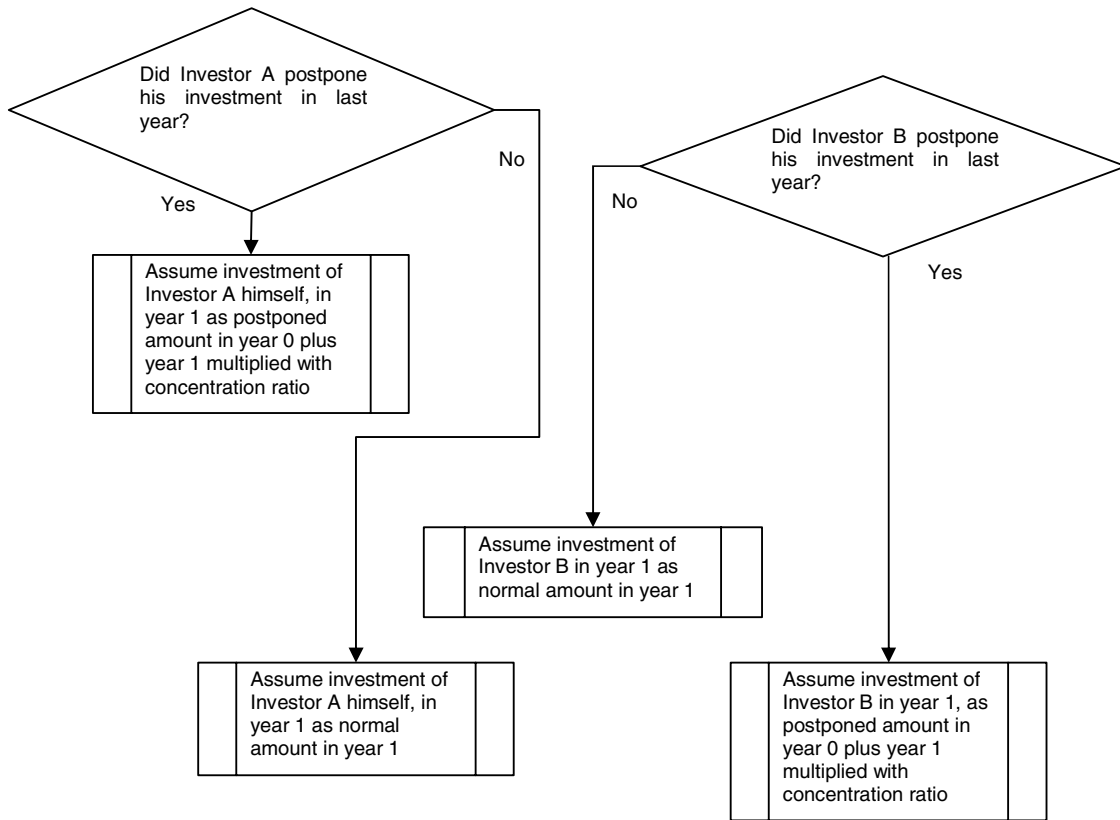 Did Investor A postpone
his investment in last
year?
No
Yes
Assume investment of
Investor A himself, in
year 1 as postponed
amount in year 0 plus
year 1 multiplied with
concentration ratio
Did Investor B postpone
his investment in last
year?
No
Yes
Assume investment of
Investor B in year 1 as
normal amount in year 1
Assume investment of
Investor A himself, in
year 1 as normal
amount in year 1
Assume investment of
Investor B in year 1, as
postponed amount in
year 0 plus year 1
multiplied with
concentration ratio